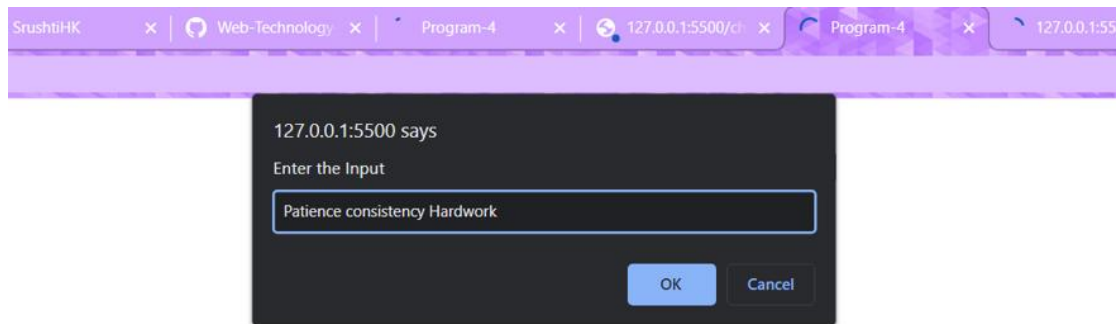 SrushtiHK Web-Technology Program-4 127.0.0.1:5500/ch Program-4 127.0.0.1:55
127.0.0.1:5500 says
Enter the Input
Patience consistency Hardwork
OK Cancel